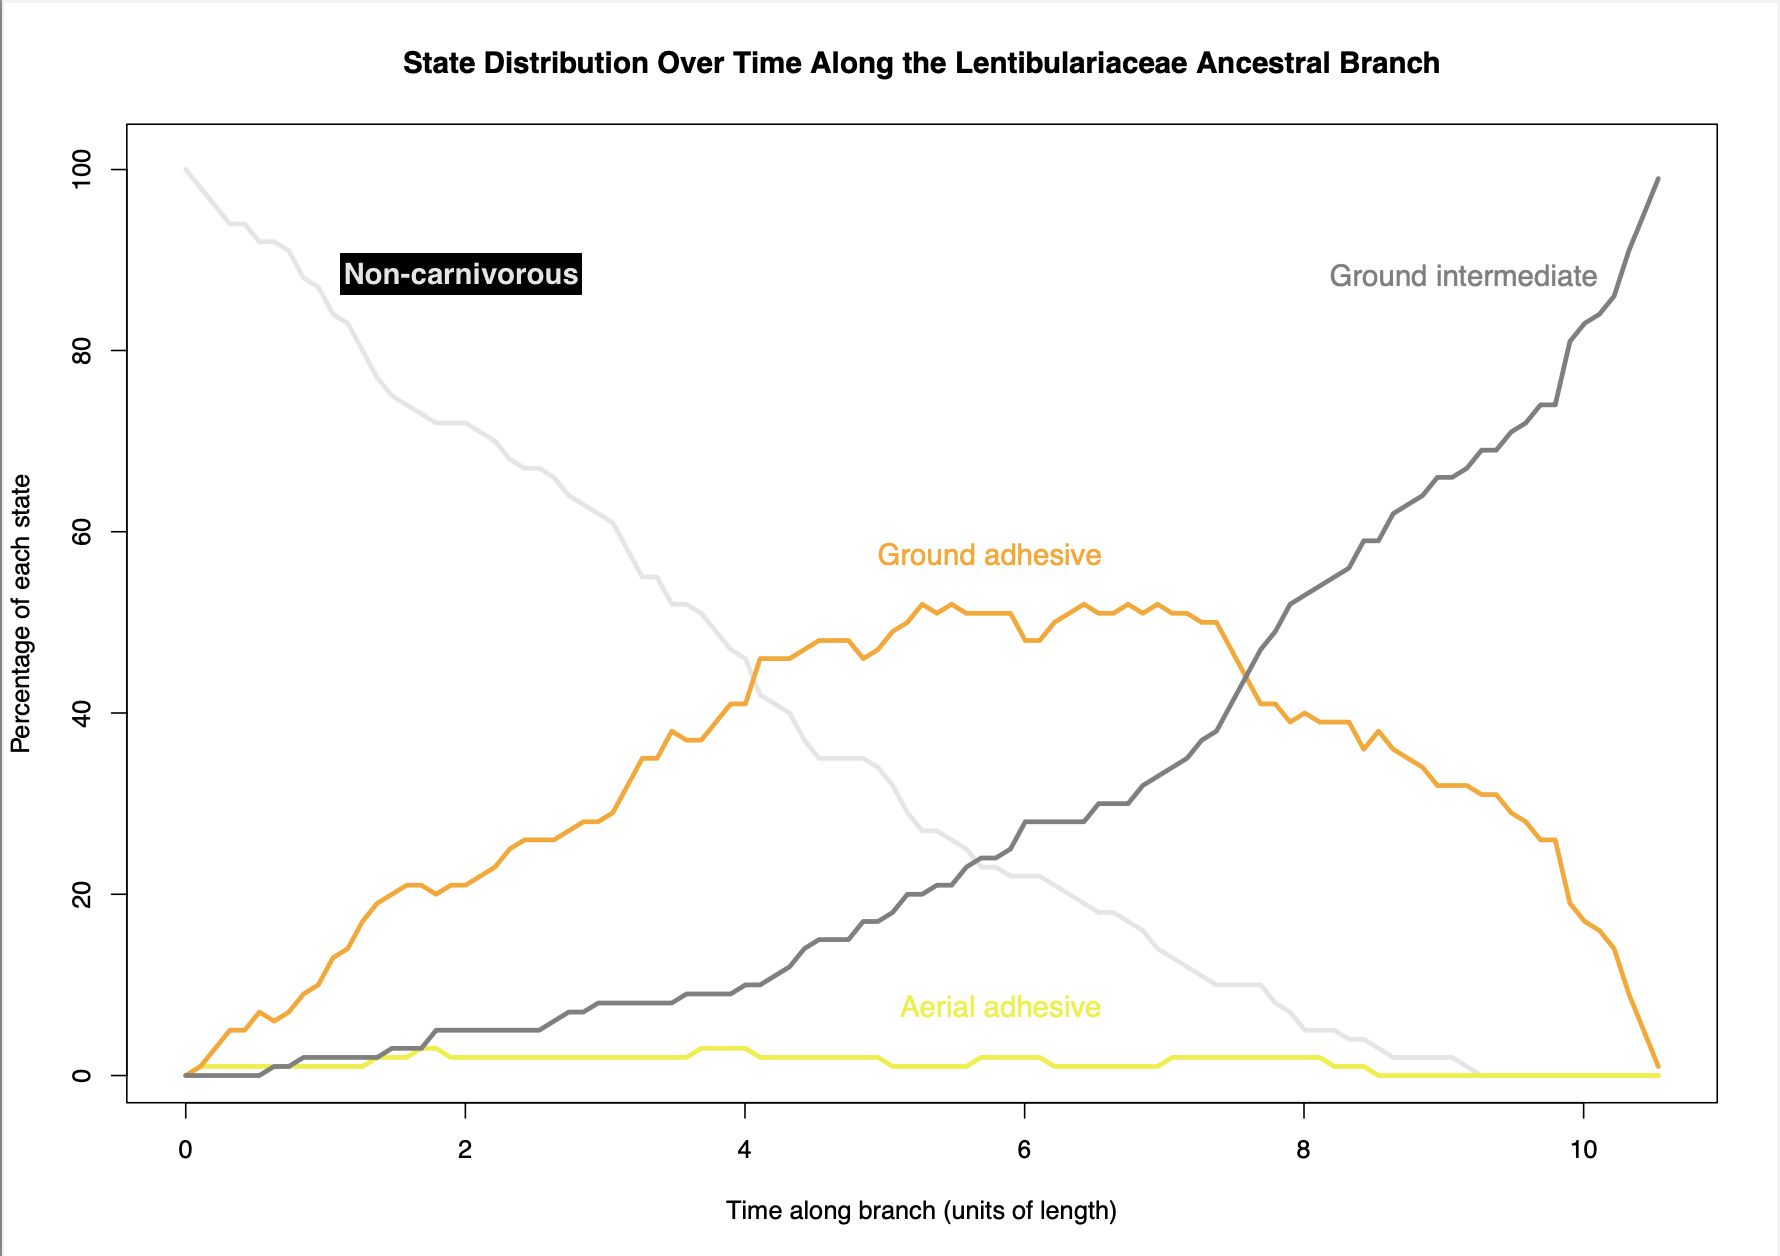 State Distribution Over Time Along the Lentibulariaceae Ancestral Branch
100
80
60
40
20
0
Percentage of each state
Non-carnivorous
Ground intermediate
Ground adhesive
Aerial adhesive
0 2 4 6 8 10
Time along branch (units of length)